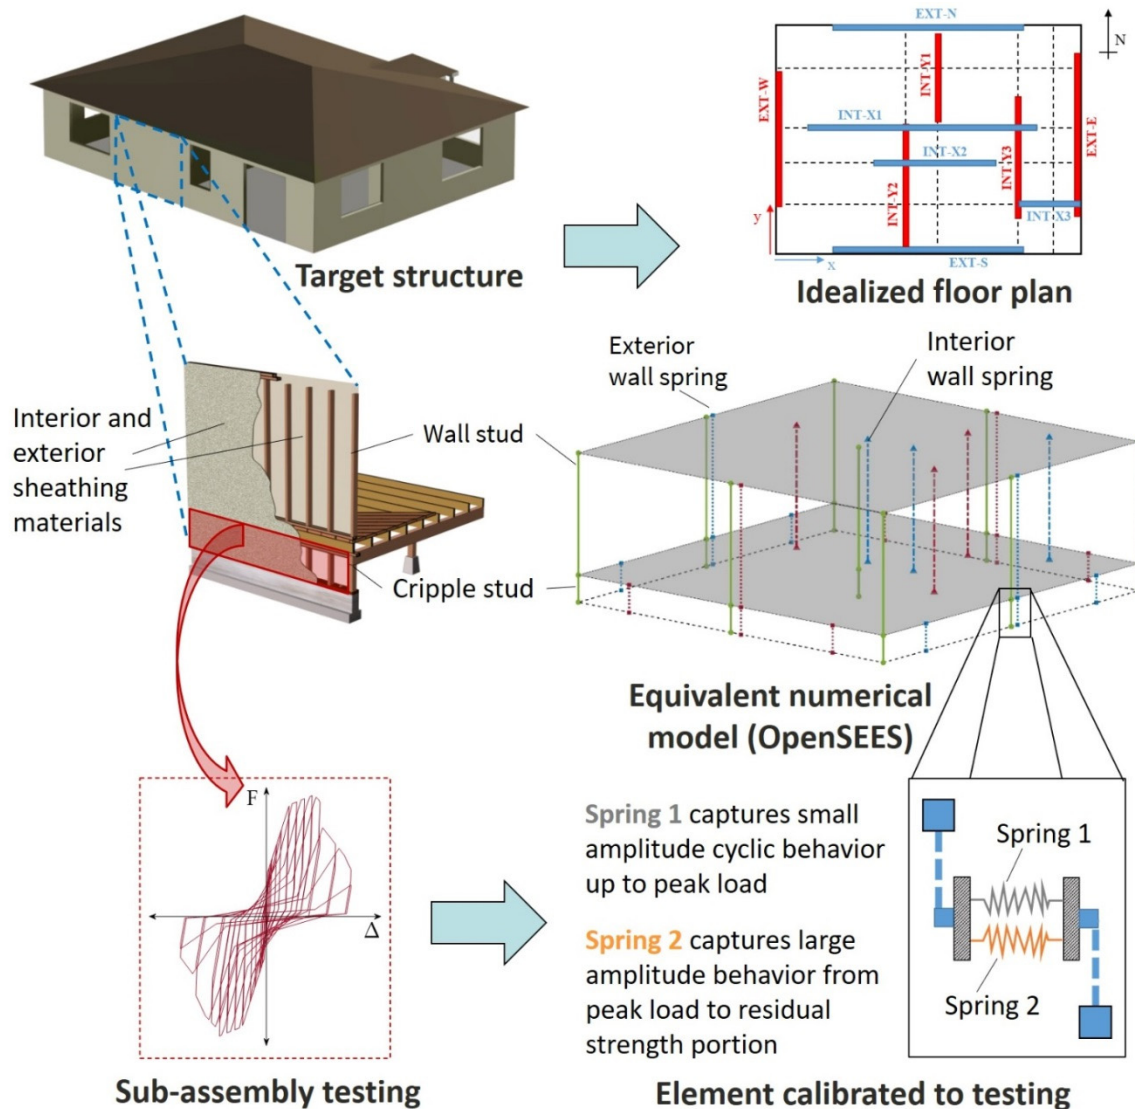 EXT-N
N
INT-Y1
EXT-W
INT-X1
EXT-E
INT-X2
INT-Y3
INT-Y2
y
INT-X3
x
EXT-S
Target structure
Idealized floor plan
Exterior
wall spring
Interior
wall spring
Interior and
exterior
sheathing
materials
Wall stud
Cripple stud
Equivalent numerical
model (OpenSEES)
F
Δ
Spring 1 captures small
amplitude cyclic behavior
up to peak load
Spring 2 captures large
amplitude behavior from
peak load to residual
strength portion
Spring 1
Spring 2
Sub-assembly testing
Element calibrated to testing